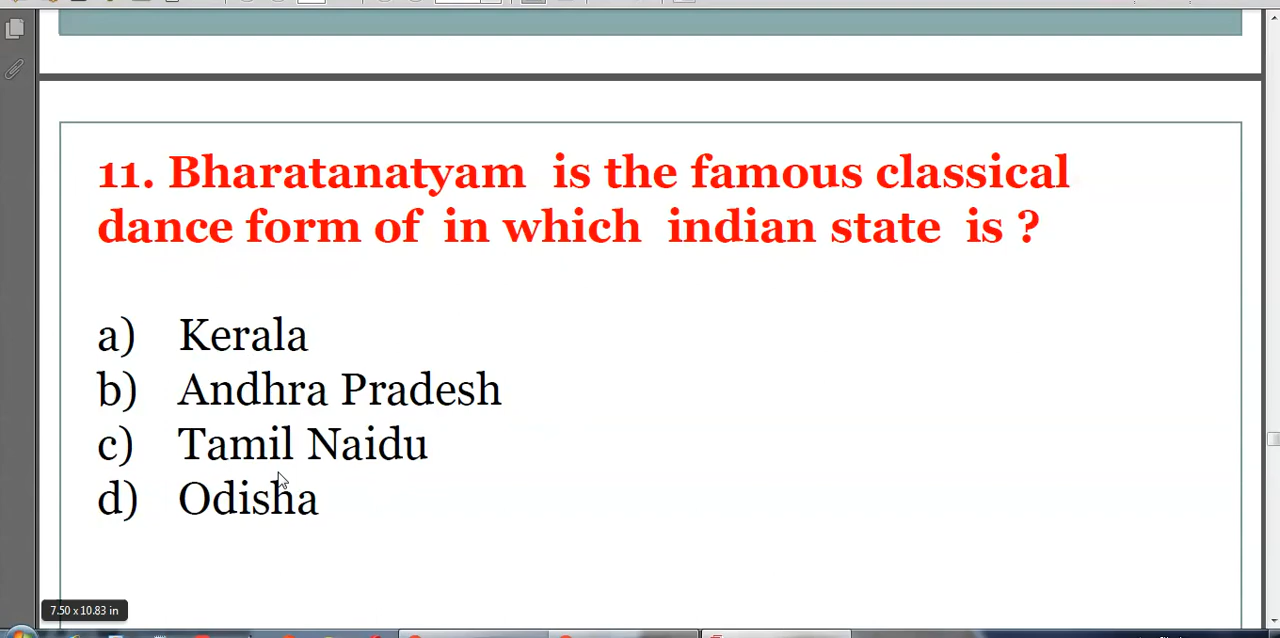 11. Bharatanatyam is the famous classical
dance form of in which indian state is ?
a) Kerala
b) Andhra Pradesh
c) Tamil Naidu
d) Odisha
7.50 x 10.83 in